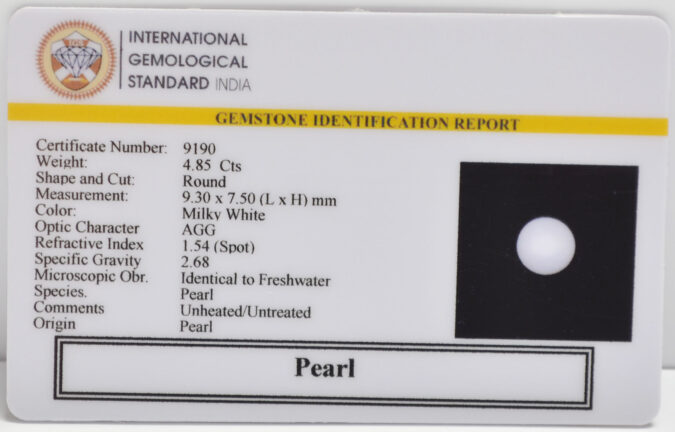 INTERNATIONAL
GEMOLOGICAL
STANDARD INDIA
GEMSTONE IDENTIFICATION REPORT
Certificate Number: 9190
Weight: 4.85 Cts
Shape and Cut: Round
Measurement: 9.30 x 7.50 (L x H) mm
Color: Milky White
Optic Character AGG
Refractive Index 1.54 (Spot)
Specific Gravity 2.68
Microscopic Obr. Identical to Freshwater
Species. Pearl
Comments Unheated/Untreated
Origin Pearl
Pearl